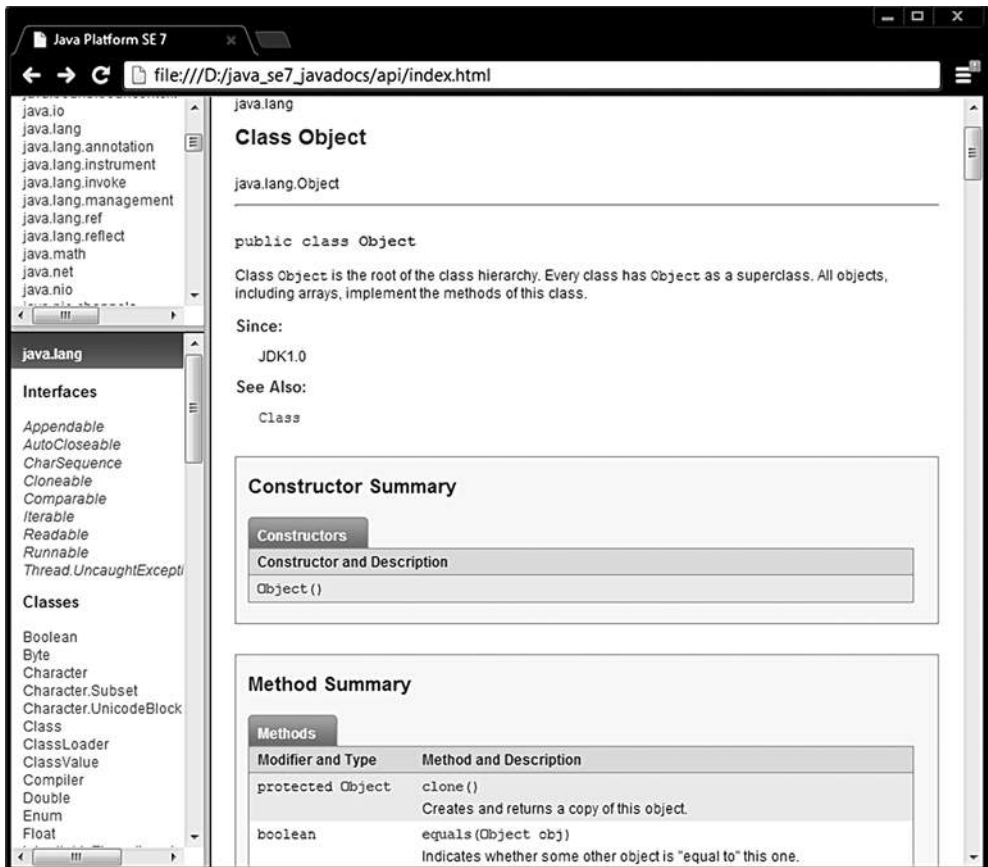 Java Platform SE 7
file:///D:/java_se7_javadocs/api/index.html
java.io
java.lang
java.lang.annotation
java.lang.instrument
java.lang.invoke
java.lang.management
java.lang.ref
java.lang.reflect
java.math
java.net
java.nio
java.lang
Interfaces
Appendable
AutoCloseable
CharSequence
Cloneable
Comparable
Iterable
Readable
Runnable
Thread.UncaughtExcepti
Classes
Boolean
Byte
Character
Character.Subset
Character.UnicodeBlock
Class
ClassLoader
ClassValue
Compiler
Double
Enum
Float
java.lang
Class Object
java.lang.Object
public class Object
Class Object is the root of the class hierarchy. Every class has Object as a superclass. All objects,
including arrays, implement the methods of this class.
Since:
JDK1.0
See Also:
Class
Constructor Summary
Constructors
Constructor and Description
Object()
Method Summary
Methods
Modifier and Type Method and Description
protected Object clone()
Creates and returns a copy of this object.
boolean equals(Object obj)
Indicates whether some other object is "equal to" this one.